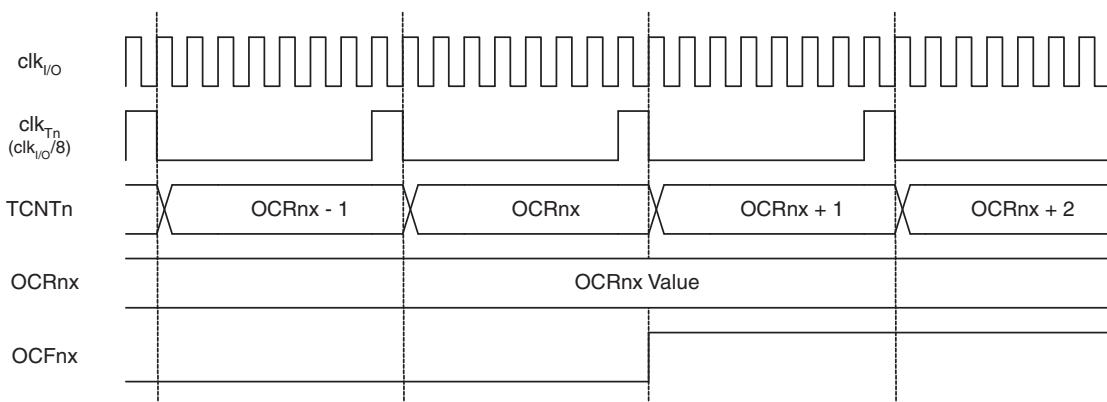 clkI/O
clkTn
(clkI/O/8)
TCNTn
OCRnx - 1
OCRnx
OCRnx + 1
OCRnx + 2
OCRnx
OCRnx Value
OCFnx